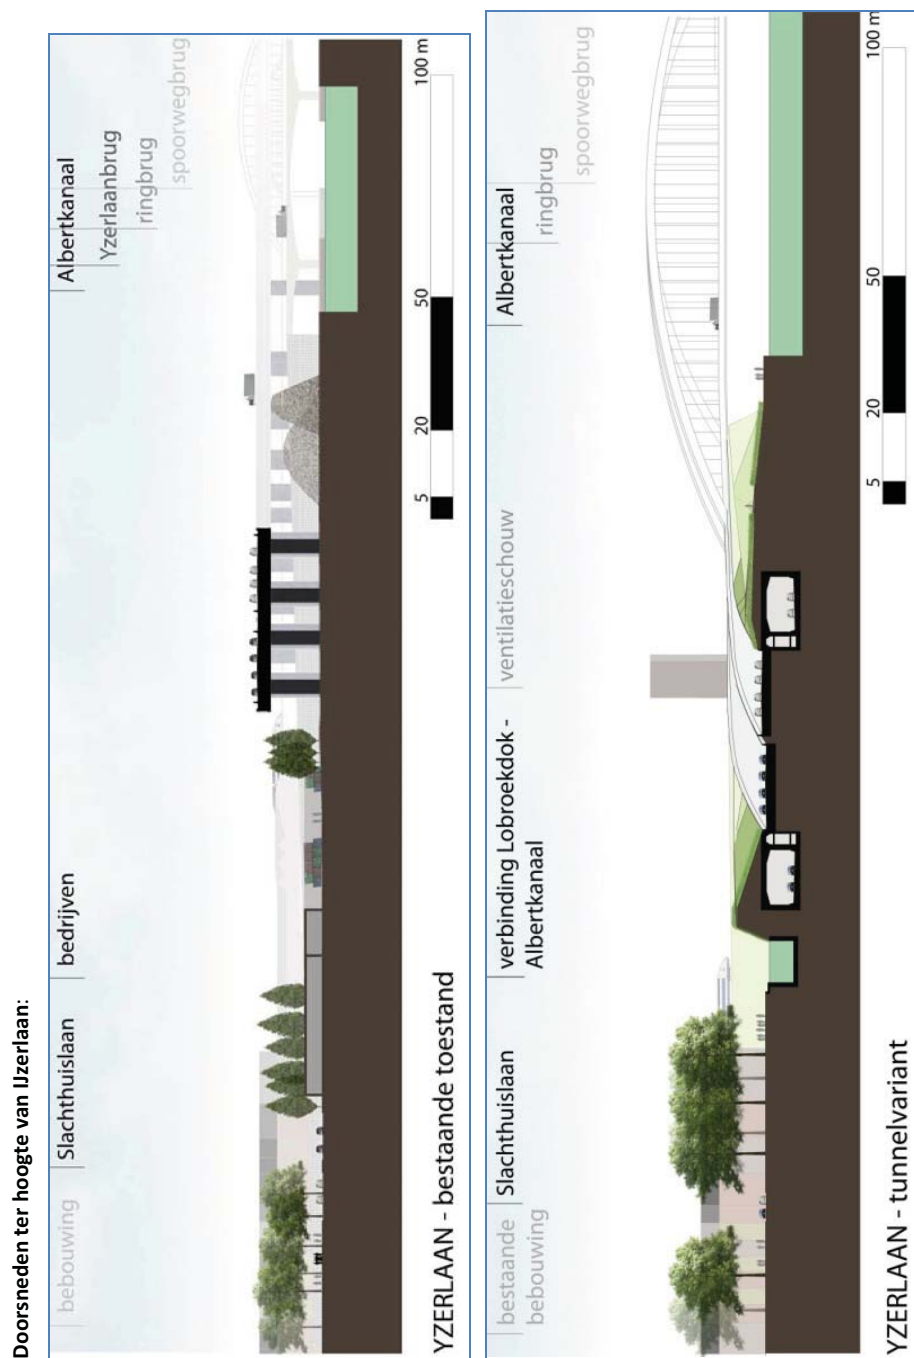 Doorsneden ter hoogte van IJzerlaan:
bebouwing
Slachthuislaan
bedrijven
Albertkanaal
Yzerlaanbrug
ringbrug
spoorwegbrug
YZERLAAN - bestaande toestand
5
20
50
100 m
bestaande
bebouwing
Slachthuislaan
verbinding Lobroekdok -
Albertkanaal
ventilatieschouw
Albertkanaal
ringbrug
spoorwegbrug
YZERLAAN - tunnelvariant
5
20
50
100 m